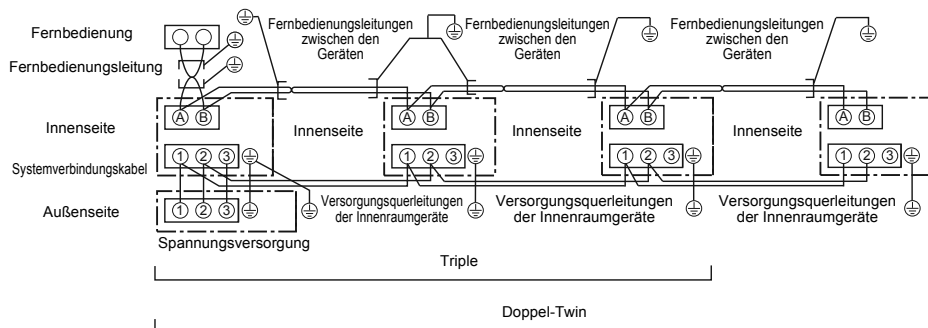 Fernbedienung
Fernbedienungsleitung
Fernbedienungsleitungen
zwischen den
Geräten
Fernbedienungsleitungen
zwischen den
Geräten
Fernbedienungsleitungen
zwischen den
Geräten
A B
A B
A B
A B
Innenseite
Innenseite
Innenseite
Innenseite
Systemverbindungskabel
1 2 3
1 2 3
1 2 3
1 2 3
Außenseite
1 2 3
Spannungsversorgung
Versorgungsquerleitungen
der Innenraumgeräte
Versorgungsquerleitungen
der Innenraumgeräte
Versorgungsquerleitungen
der Innenraumgeräte
Triple
Doppel-Twin